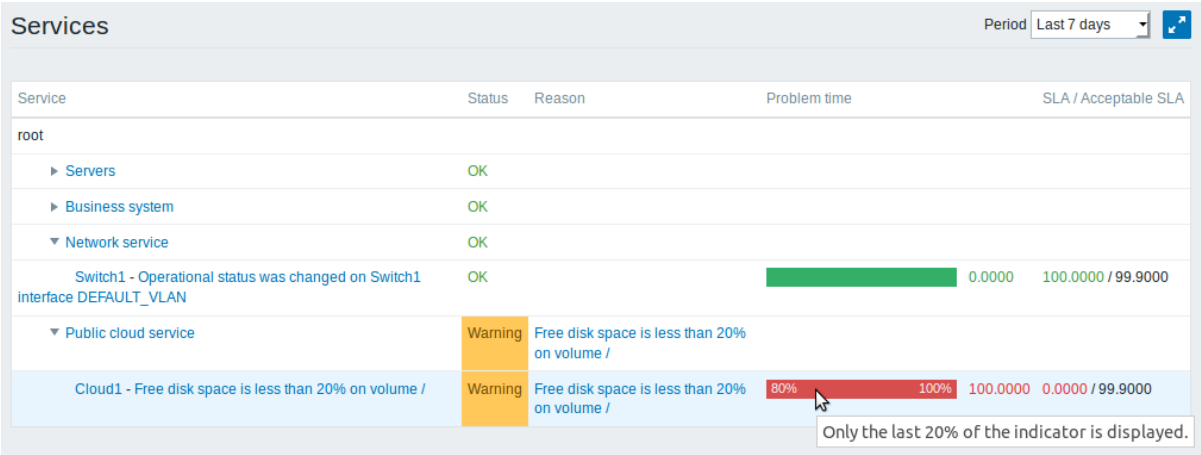 Services
Period Last 7 days
Service Status Reason Problem time SLA / Acceptable SLA
root
Servers OK
Business system OK
Network service OK
Switch1 - Operational status was changed on Switch1 OK 0.0000 100.0000 / 99.9000
interface DEFAULT_VLAN
Public cloud service Warning Free disk space is less than 20%
on volume /
Cloud1 - Free disk space is less than 20% on volume / Warning Free disk space is less than 20% 80% 100% 100.0000 0.0000 / 99.9000
on volume /
Only the last 20% of the indicator is displayed.